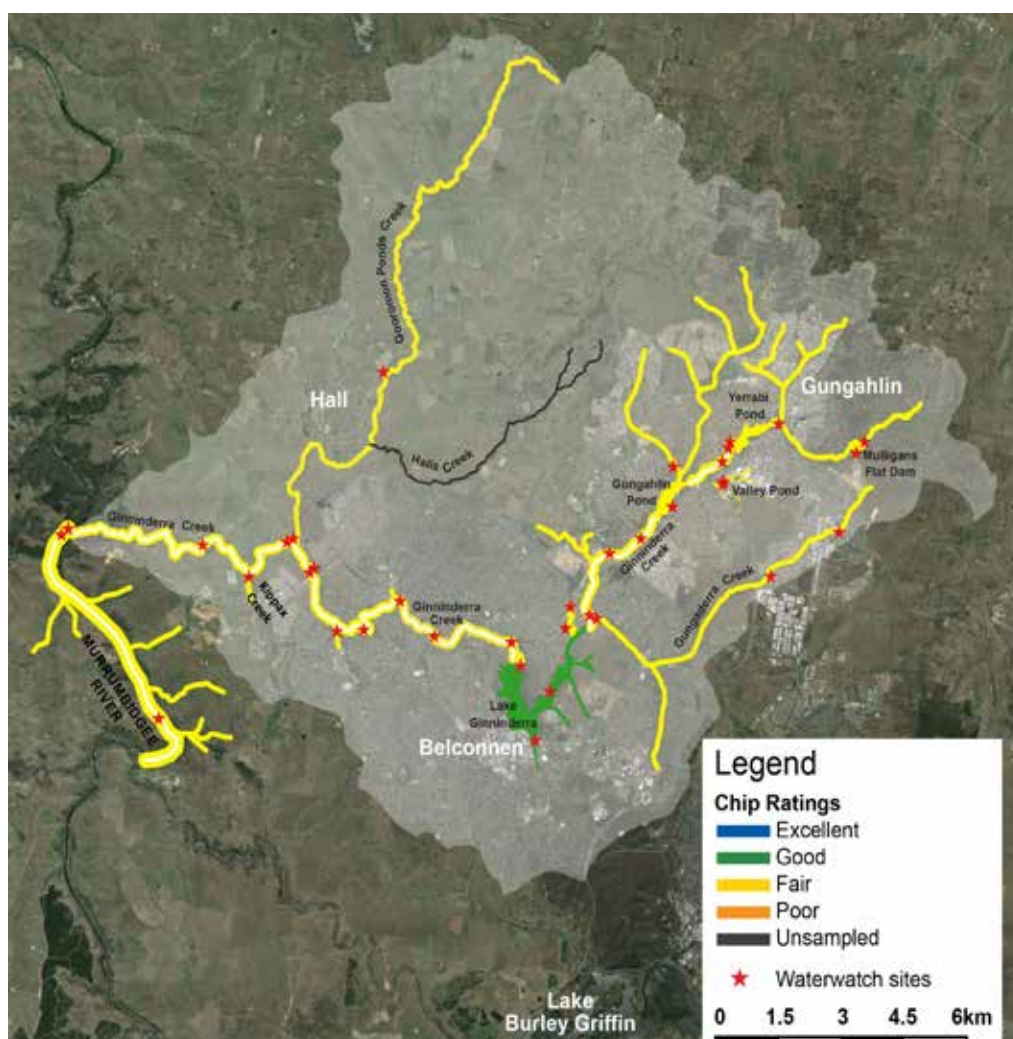 Gooromon Ponds Creek
Hall
Halls Creek
Gungahlin
Yerrabi
Pond
Mulligans
Flat Dam
Gungahlin
Pond
Valley Pond
Ginninderra Creek
Ginninderra
Creek
Gungaderra Creek
Kippax
Creek
Ginninderra
Creek
MURRUMBIDGEE
RIVER
Lake
Ginninderra
Belconnen
Lake
Burley Griffin
Legend
Chip Ratings
Excellent
Good
Fair
Poor
Unsampled
Waterwatch sites
0 1.5 3 4.5 6km